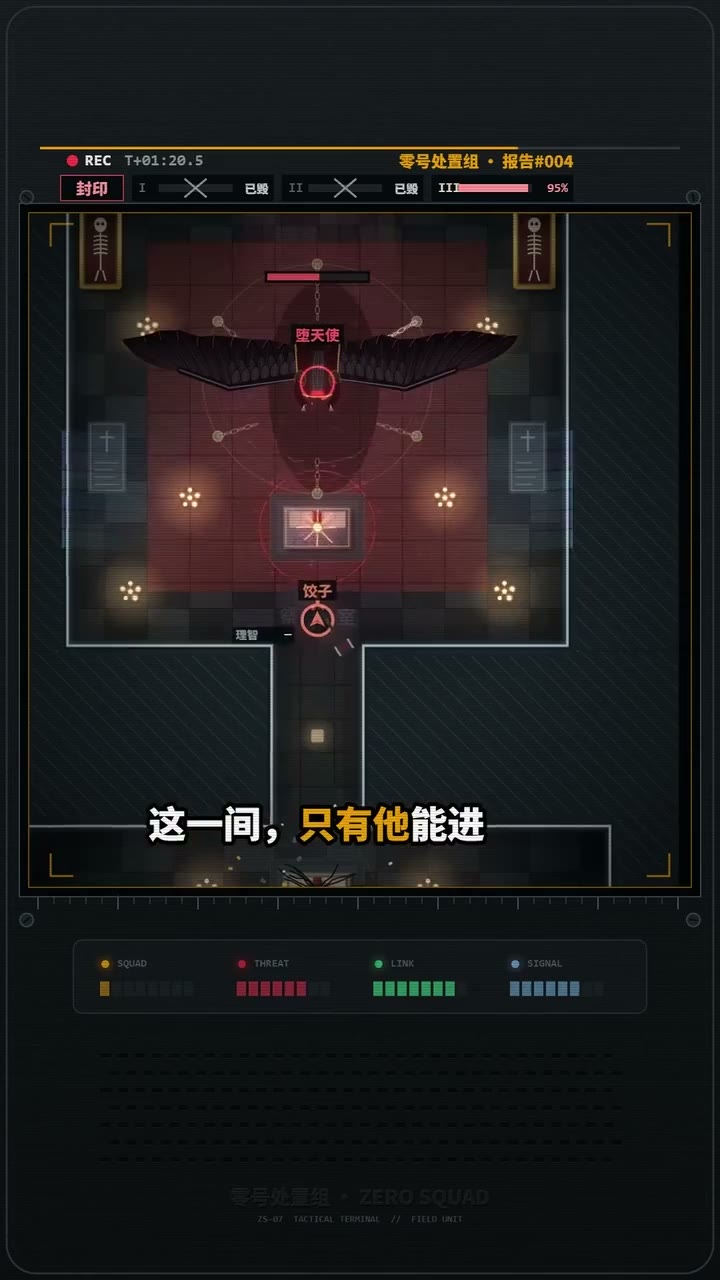 REC T+01:20.5 零号处置组 · 报告#004
封印 I 已毁 II 已毁 III 95%
堕天使
饺子
理智
这一间，只有他能进
SQUAD THREAT LINK SIGNAL
零号处置组 · ZERO SQUAD
ZS-07 TACTICAL TERMINAL // FIELD UNIT